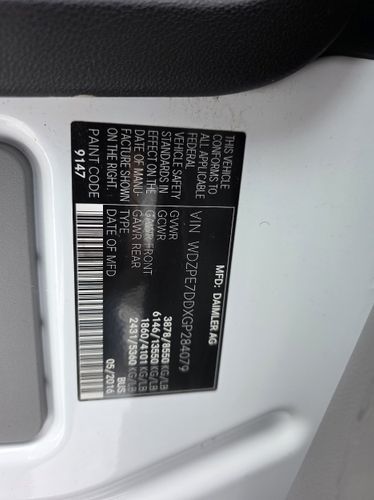 MFD: DAIMLER AG
VIN WDZPE7DDXGP284079
THIS VEHICLE
CONFORMS TO
ALL APPLICABLE
VEHICLE SAFETY
STANDARDS IN
EFFECT ON THE
DATE OF MANU-
FACTURE SHOWN
ON THE RIGHT.
PAINT CODE
9147
GVWR 3878/8550 KG/LB
GCWR 6146/13550 KG/LB
GAWR FRONT 1860/4101 KG/LB
GAWR REAR 2431/5360 KG/LB
TYPE BUS
DATE OF MFD 05/2016